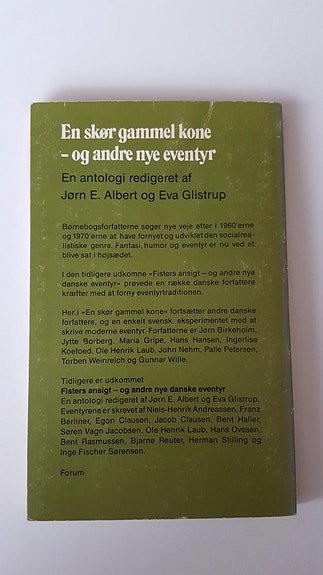 En skør gammel kone
– og andre nye eventyr
En antologi redigeret af
Jørn E. Albert og Eva Glistrup
Børnebogsforfatterne søger nye veje efter i 1960'erne
og 1970'erne at have fornyet og udviklet den socialrea-
listiske genre. Fantasi, humor og eventyr er nu ved at
blive sat i højsædet.
I den tidligere udkomne »Fisters ansigt – og andre nye
danske eventyr« prøvede en række danske forfattere
kræfter med at forny eventyrtraditionen.
Her i »En skør gammel kone« fortsætter andre danske
forfattere, og en enkelt svensk, eksperimentet med at
skrive moderne eventyr. Forfatterne er Jørn Birkeholm,
Jytte Borberg, Maria Gripe, Hans Hansen, Ingerlise
Koefoed, Ole Henrik Laub, John Nehm, Palle Petersen,
Torben Weinreich og Gunnar Wille.
Tidligere er udkommet
Fisters ansigt – og andre nye danske eventyr
En antologi redigeret af Jørn E. Albert og Eva Glistrup.
Eventyrene er skrevet af Niels-Henrik Andreassen, Franz
Berliner, Egon Clausen, Jacob Clausen, Bent Haller,
Søren Vagn Jacobsen, Ole Henrik Laub, Hans Ovesen,
Bent Rasmussen, Bjarne Reuter, Herman Stilling og
Inge Fischer Sørensen.
Forum